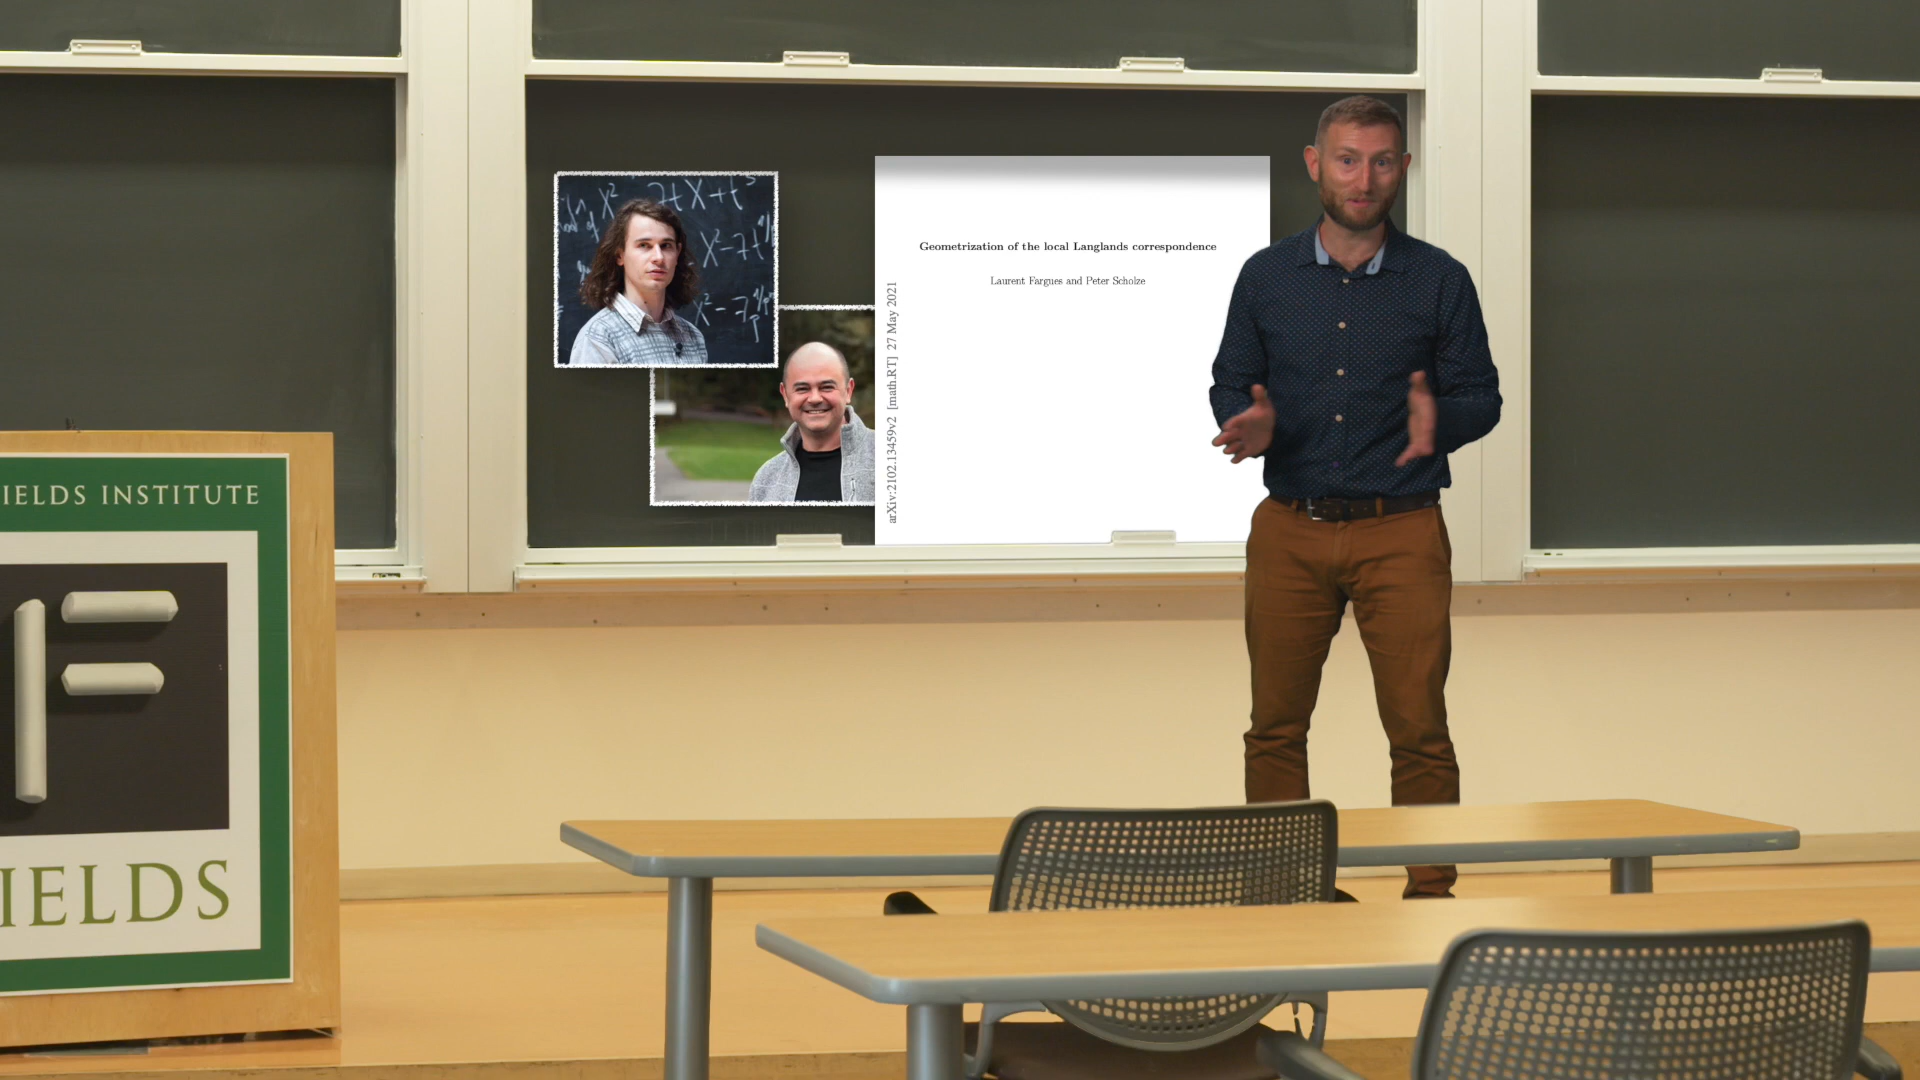 Geometrization of the local Langlands correspondence
Laurent Fargues and Peter Scholze
arXiv:2102.13459v2 [math.RT] 27 May 2021
IELDS INSTITUTE
F
IELDS